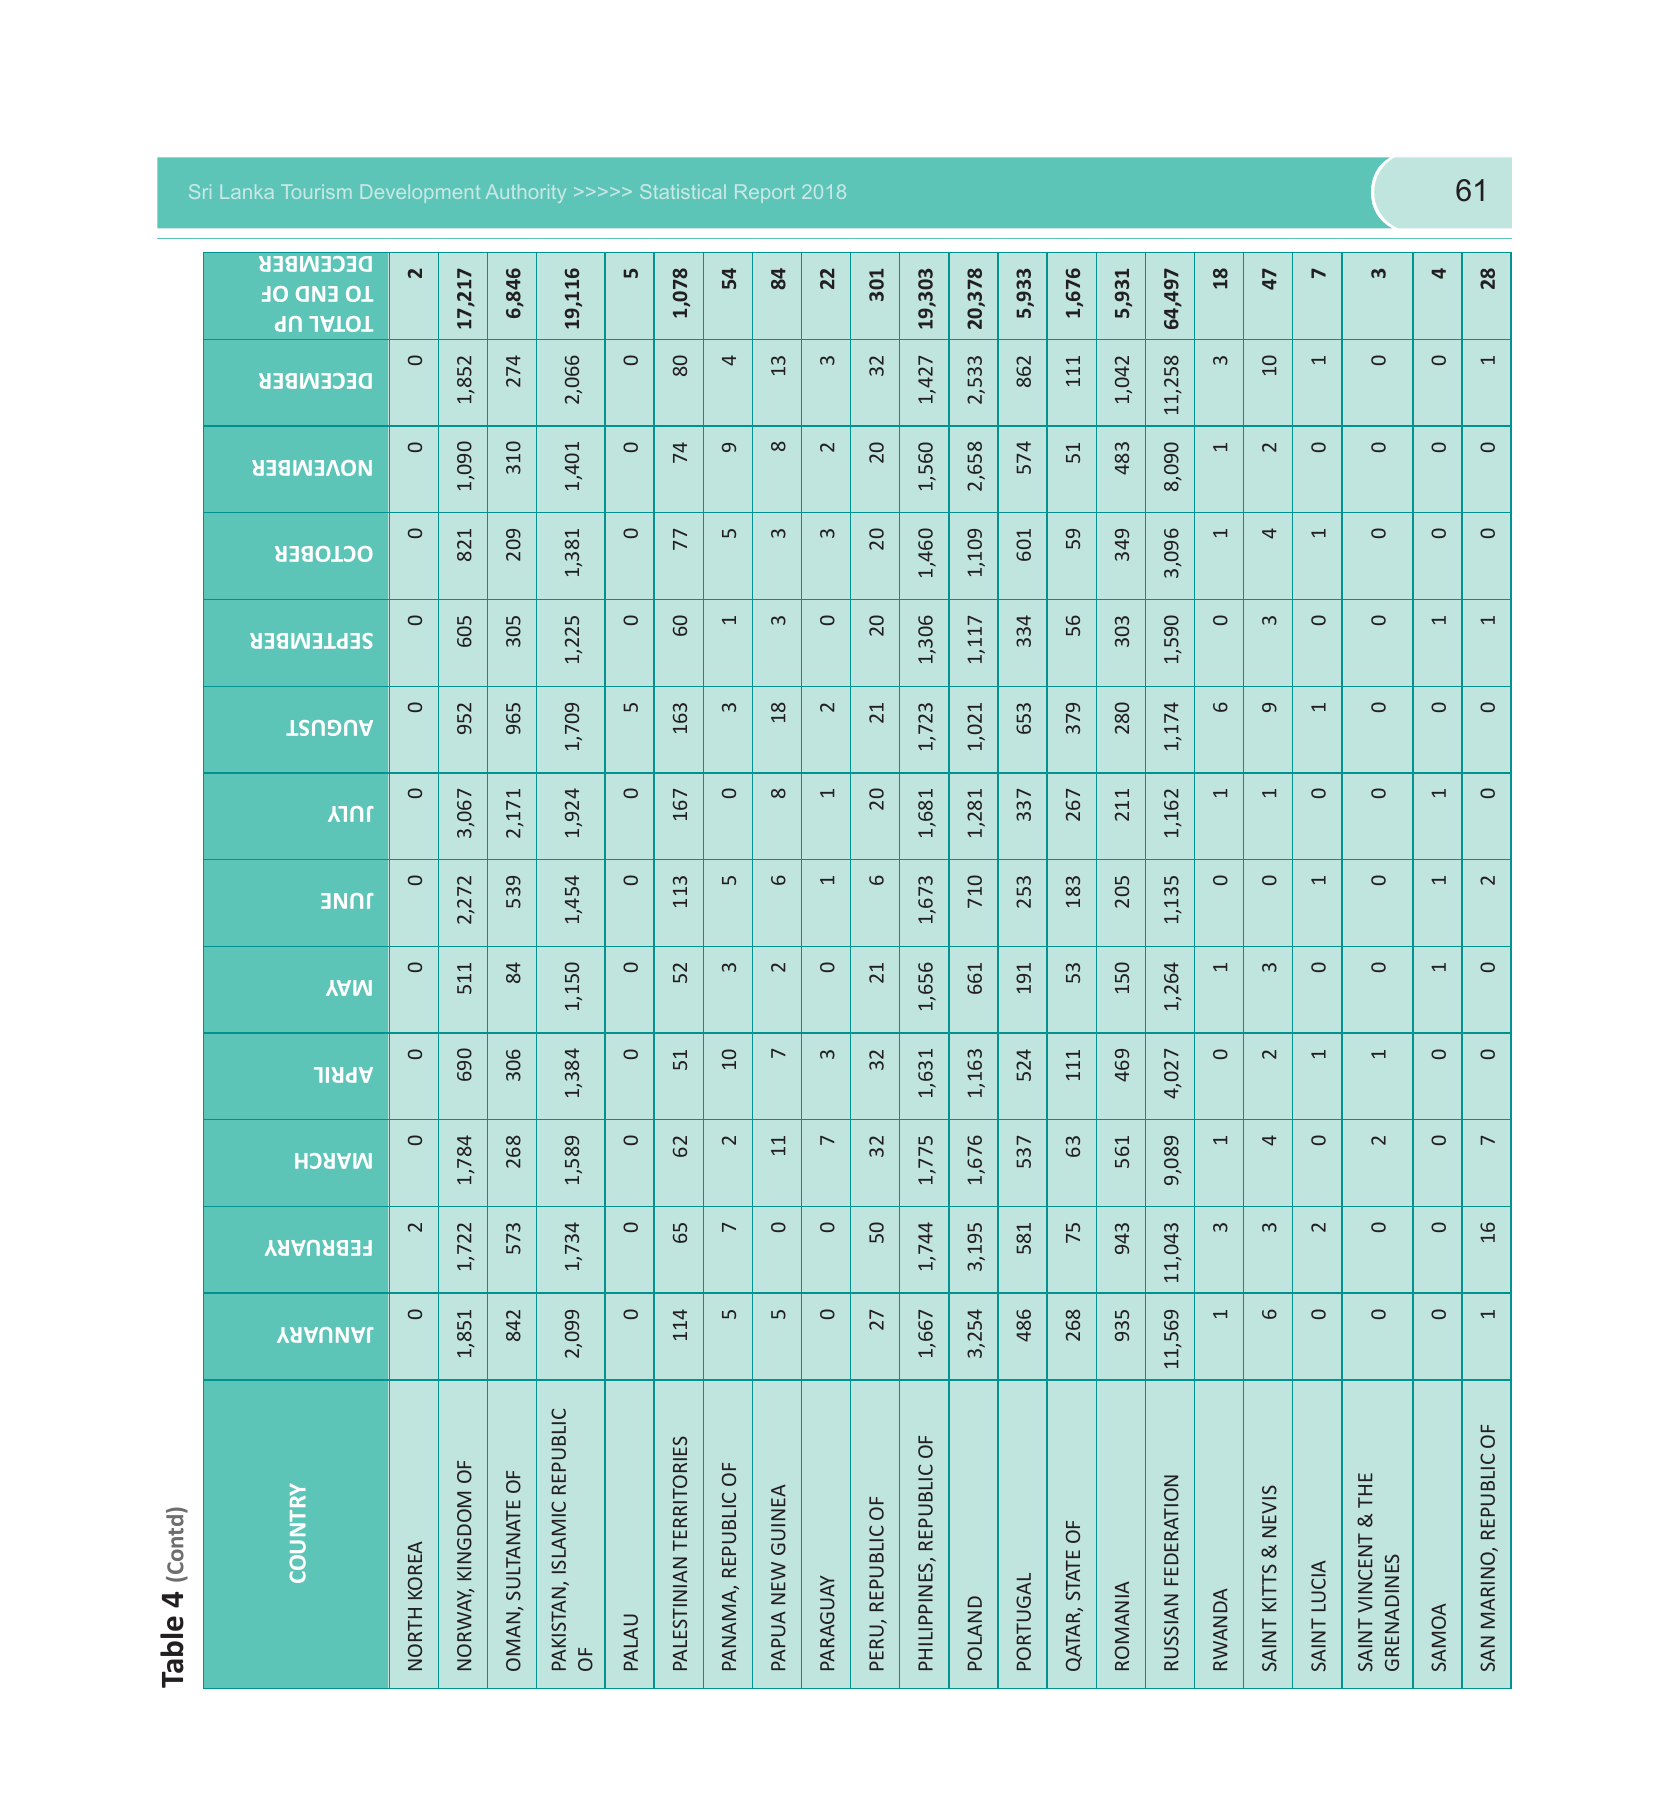 Sri Lanka Tourism Development Authority >>>>> Statistical Report 2018
61
Table 4 (Contd)
COUNTRY JANUARY FEBRUARY MARCH APRIL MAY JUNE JULY AUGUST SEPTEMBER OCTOBER NOVEMBER DECEMBER TOTAL UP TO END OF DECEMBER
NORTH KOREA 0 2 0 0 0 0 0 0 0 0 0 0 2
NORWAY, KINGDOM OF 1,851 1,722 1,784 690 511 2,272 3,067 952 605 821 1,090 1,852 17,217
OMAN, SULTANATE OF 842 573 268 306 84 539 2,171 965 305 209 310 274 6,846
PAKISTAN, ISLAMIC REPUBLIC
OF 2,099 1,734 1,589 1,384 1,150 1,454 1,924 1,709 1,225 1,381 1,401 2,066 19,116
PALAU 0 0 0 0 0 0 0 5 0 0 0 0 5
PALESTINIAN TERRITORIES 114 65 62 51 52 113 167 163 60 77 74 80 1,078
PANAMA, REPUBLIC OF 5 7 2 10 3 5 0 3 1 5 9 4 54
PAPUA NEW GUINEA 5 0 11 7 2 6 8 18 3 3 8 13 84
PARAGUAY 0 0 7 3 0 1 1 2 0 3 2 3 22
PERU, REPUBLIC OF 27 50 32 32 21 6 20 21 20 20 20 32 301
PHILIPPINES, REPUBLIC OF 1,667 1,744 1,775 1,631 1,656 1,673 1,681 1,723 1,306 1,460 1,560 1,427 19,303
POLAND 3,254 3,195 1,676 1,163 661 710 1,281 1,021 1,117 1,109 2,658 2,533 20,378
PORTUGAL 486 581 537 524 191 253 337 653 334 601 574 862 5,933
QATAR, STATE OF 268 75 63 111 53 183 267 379 56 59 51 111 1,676
ROMANIA 935 943 561 469 150 205 211 280 303 349 483 1,042 5,931
RUSSIAN FEDERATION 11,569 11,043 9,089 4,027 1,264 1,135 1,162 1,174 1,590 3,096 8,090 11,258 64,497
RWANDA 1 3 1 0 1 0 1 6 0 1 1 3 18
SAINT KITTS & NEVIS 6 3 4 2 3 0 1 9 3 4 2 10 47
SAINT LUCIA 0 2 0 1 0 1 0 1 0 1 0 1 7
SAINT VINCENT & THE
GRENADINES 0 0 2 1 0 0 0 0 0 0 0 0 3
SAMOA 0 0 0 0 1 1 1 0 1 0 0 0 4
SAN MARINO, REPUBLIC OF 1 16 7 0 0 2 0 0 1 0 0 1 28